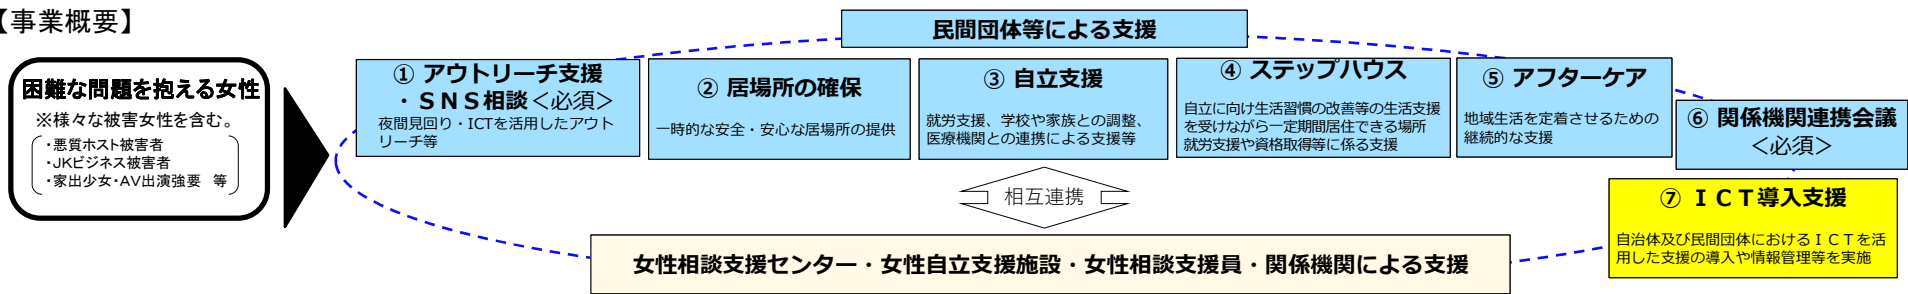 【事業概要】
民間団体等による支援
困難な問題を抱える女性
※様々な被害女性を含む。
・悪質ホスト被害者
・JKビジネス被害者
・家出少女・AV出演強要　等
① アウトリーチ支援
・ＳＮＳ相談＜必須＞
夜間見回り・ICTを活用したアウト
リーチ等
② 居場所の確保
一時的な安全・安心な居場所の提供
③ 自立支援
就労支援、学校や家族との調整、
医療機関との連携による支援等
④ ステップハウス
自立に向け生活習慣の改善等の生活支援
を受けながら一定期間居住できる場所
就労支援や資格取得等に係る支援
⑤ アフターケア
地域生活を定着させるための
継続的な支援
⑥ 関係機関連携会議
＜必須＞
⑦ ＩＣＴ導入支援
自治体及び民間団体におけるＩＣＴを活
用した支援の導入や情報管理等を実施
相互連携
女性相談支援センター・女性自立支援施設・女性相談支援員・関係機関による支援